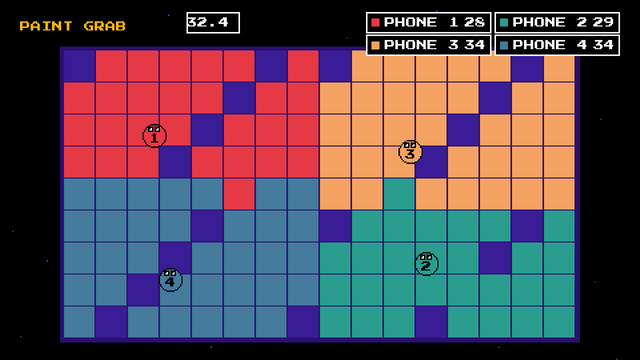 PAINT GRAB
32.4
PHONE 1 28
PHONE 2 29
PHONE 3 34
PHONE 4 34
1
3
2
4